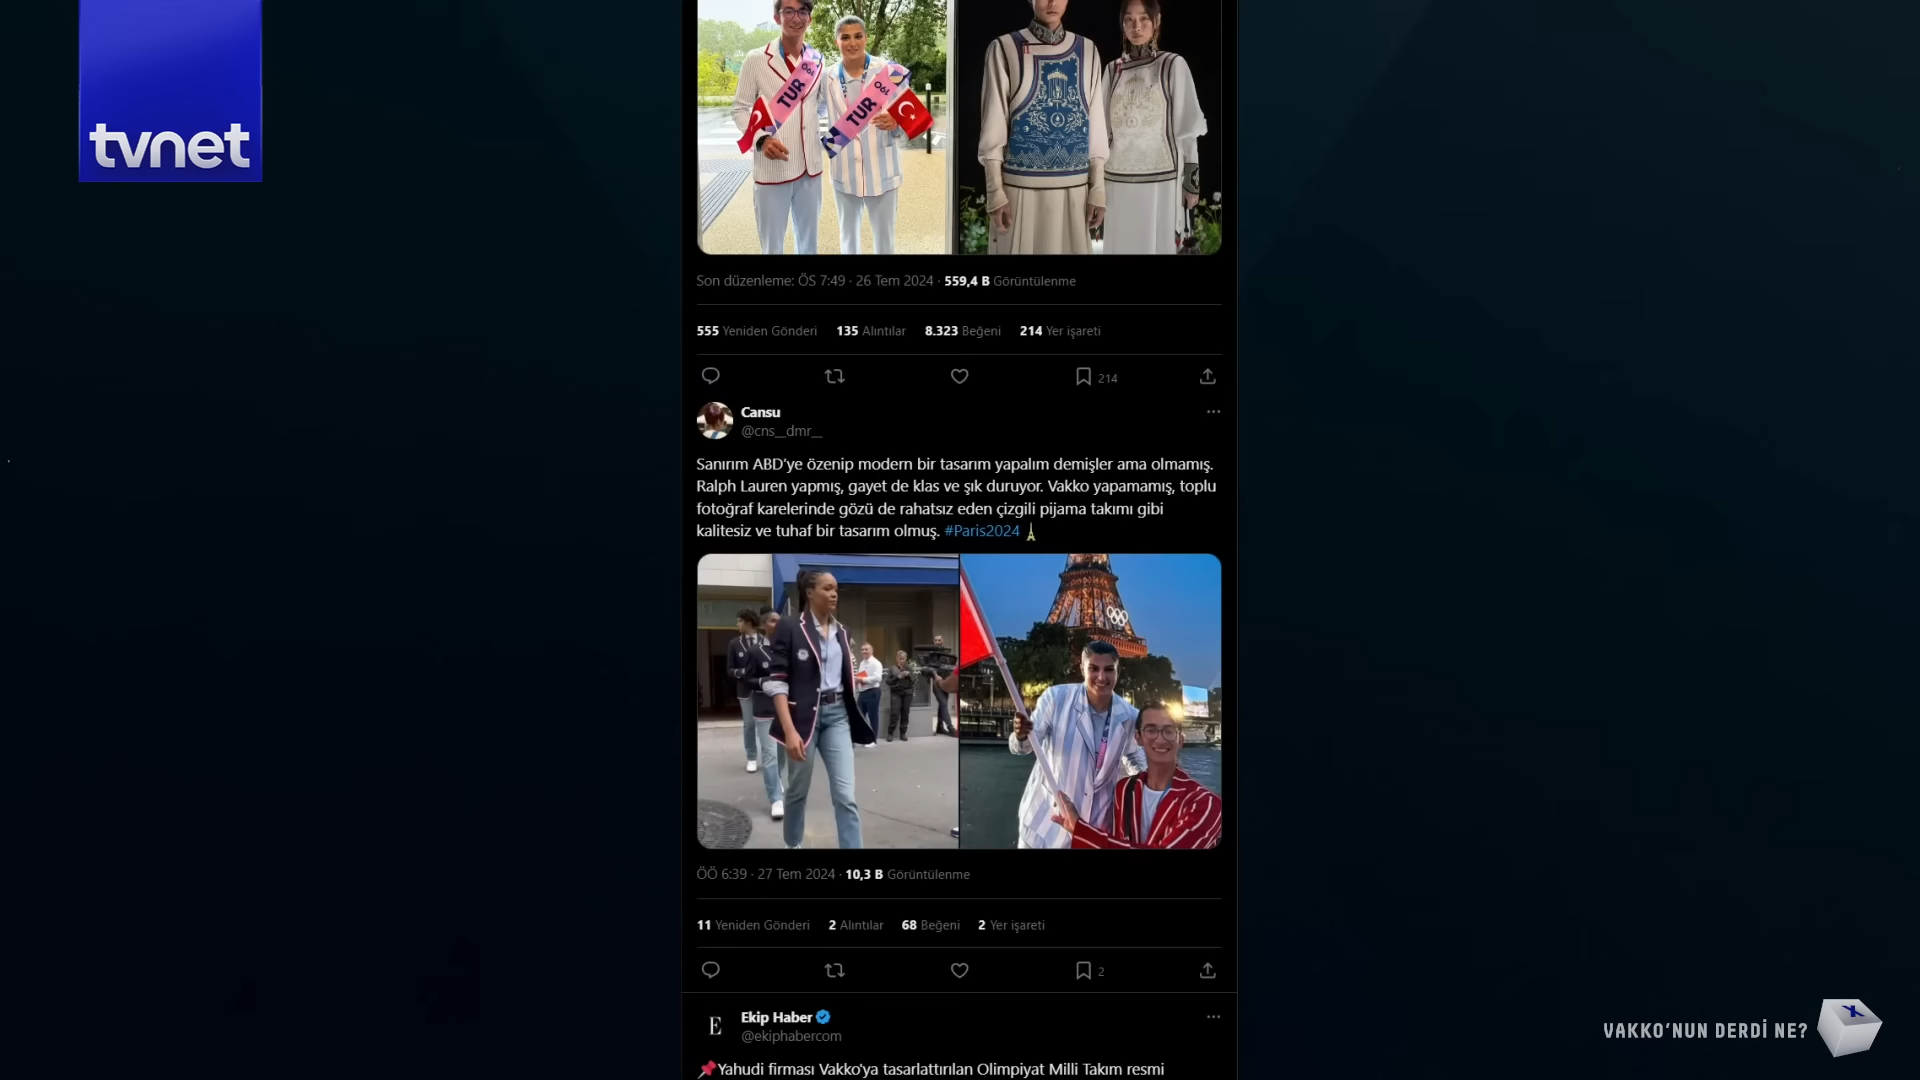 tvnet
TUR
TUR
Son düzenleme: ÖS 7:49 · 26 Tem 2024 · 559,4 B Görüntülenme
555 Yeniden Gönderi 135 Alıntılar 8.323 Beğeni 214 Yer işareti
214
Cansu
@cns__dmr__
Sanırım ABD'ye özenip modern bir tasarım yapalım demişler ama olmamış.
Ralph Lauren yapmış, gayet de klas ve şık duruyor. Vakko yapamamış, toplu
fotoğraf karelerinde gözü de rahatsız eden çizgili pijama takımı gibi
kalitesiz ve tuhaf bir tasarım olmuş. #Paris2024
ÖÖ 6:39 · 27 Tem 2024 · 10,3 B Görüntülenme
11 Yeniden Gönderi 2 Alıntılar 68 Beğeni 2 Yer işareti
2
E
Ekip Haber
@ekiphabercom
Yahudi firması Vakko'ya tasarlattırılan Olimpiyat Milli Takım resmi
VAKKO'NUN DERDİ NE?